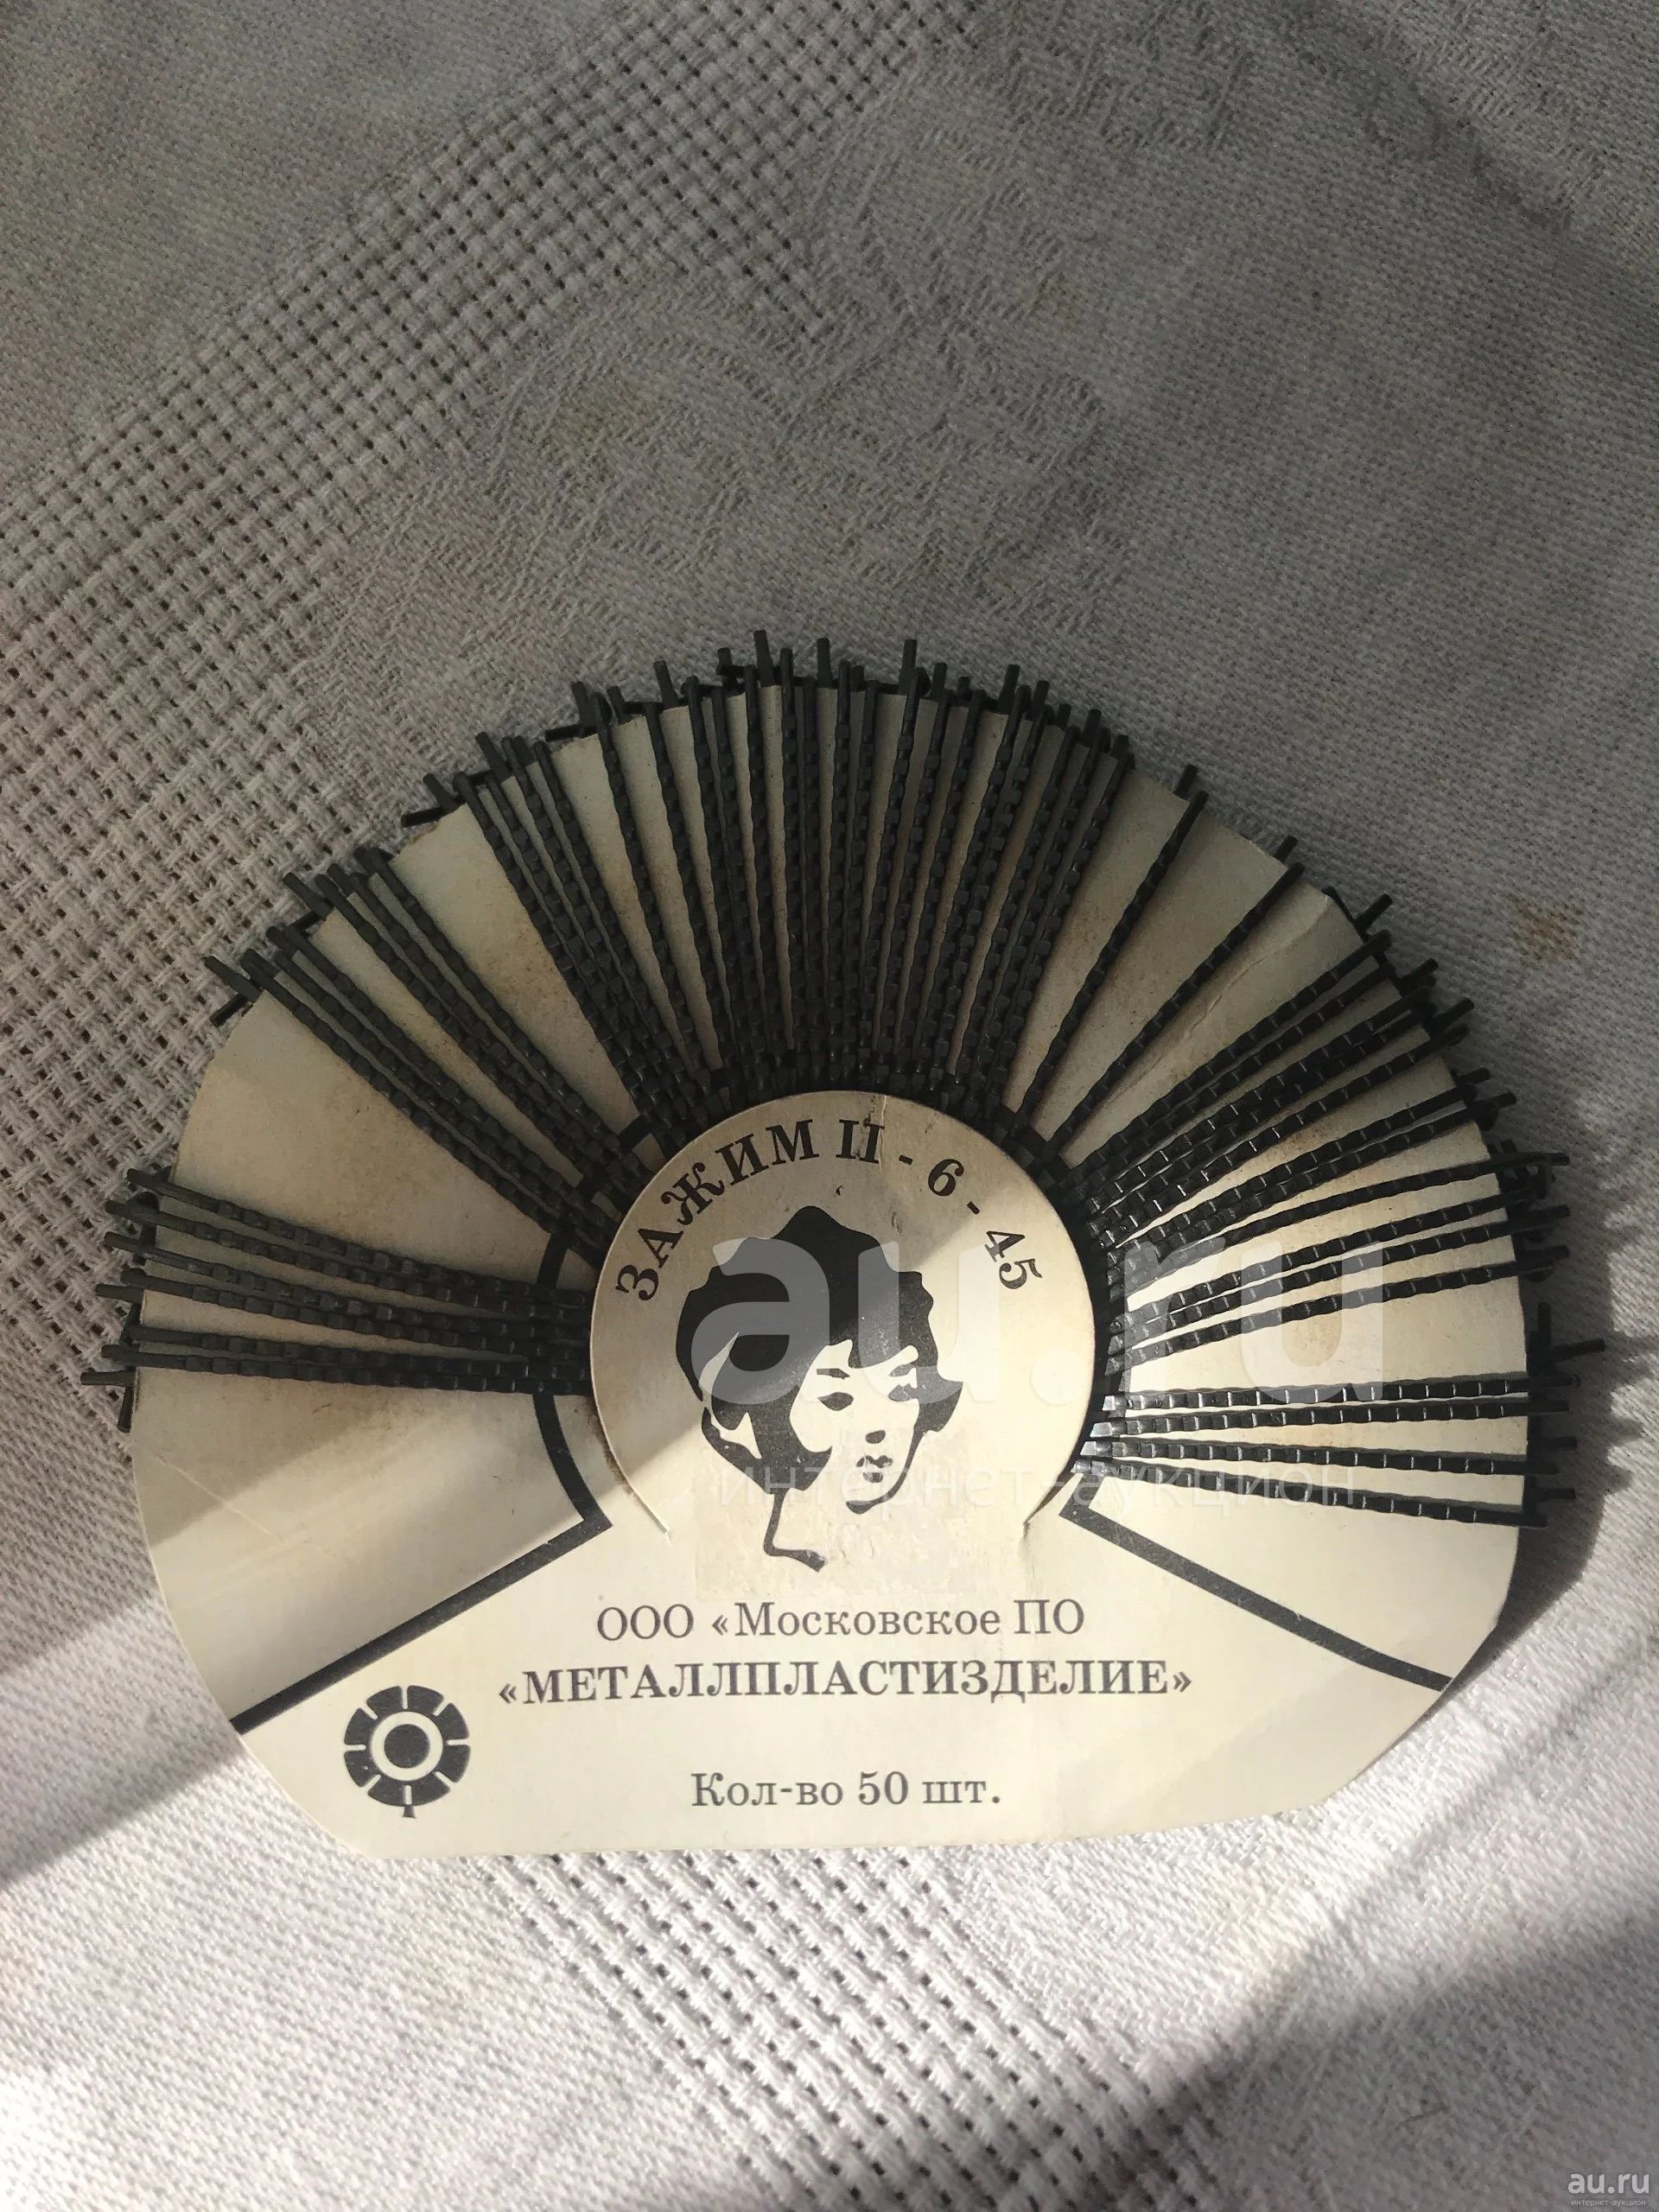 ЗАЖИМ II - 6 - 45
au.ru
интернет-аукцион
ООО «Московское ПО
«МЕТАЛЛПЛАСТИЗДЕЛИЕ»
Кол-во 50 шт.
au.ru
интернет-аукцион